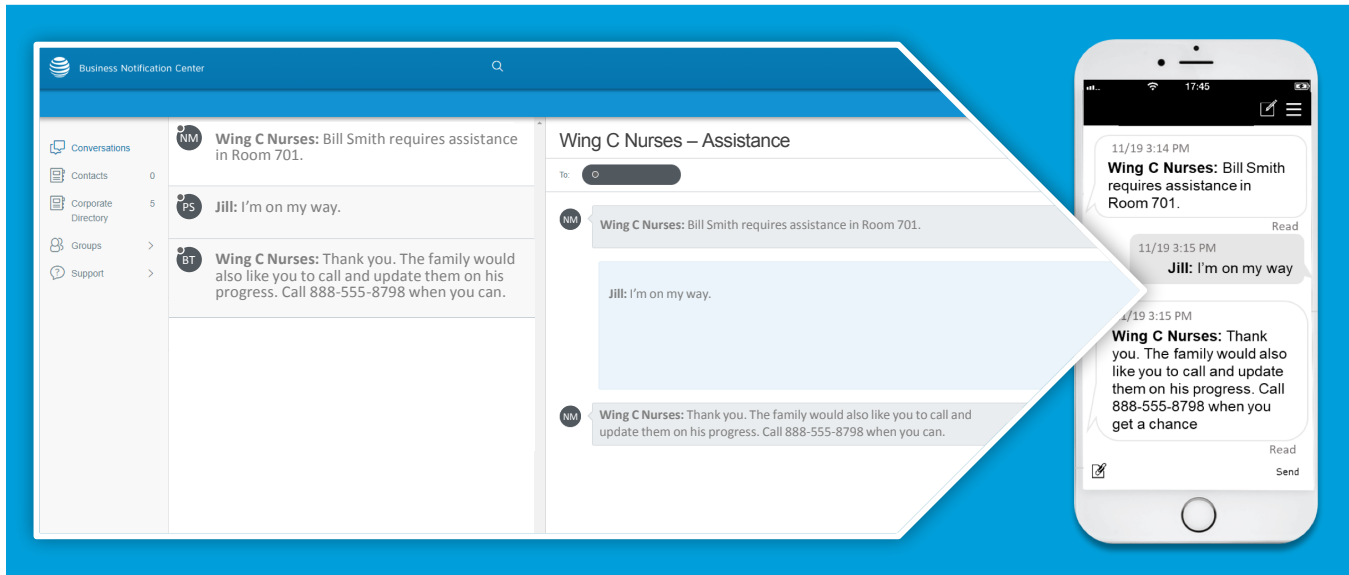 Business Notification Center
Conversations
Contacts 0
Corporate 5
Directory
Groups >
Support >
NM
Wing C Nurses: Bill Smith requires assistance
in Room 701.
PS
Jill: I'm on my way.
BT
Wing C Nurses: Thank you. The family would
also like you to call and update them on his
progress. Call 888-555-8798 when you can.
Wing C Nurses – Assistance
To:
NM
Wing C Nurses: Bill Smith requires assistance in Room 701.
Jill: I'm on my way.
NM
Wing C Nurses: Thank you. The family would also like you to call and
update them on his progress. Call 888-555-8798 when you can.
17:45
11/19 3:14 PM
Wing C Nurses: Bill Smith
requires assistance in
Room 701.
Read
11/19 3:15 PM
Jill: I'm on my way
1/19 3:15 PM
Wing C Nurses: Thank
you. The family would also
like you to call and update
them on his progress. Call
888-555-8798 when you
get a chance
Read
Send